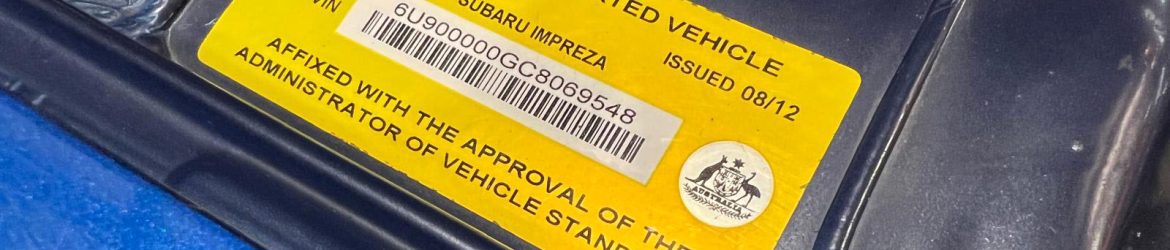 RTED VEHICLE
SUBARU IMPREZA
ISSUED 08/12
VIN
6U900000GC8069548
AFFIXED WITH THE APPROVAL OF THE
ADMINISTRATOR OF VEHICLE STAND
AUSTRALIA